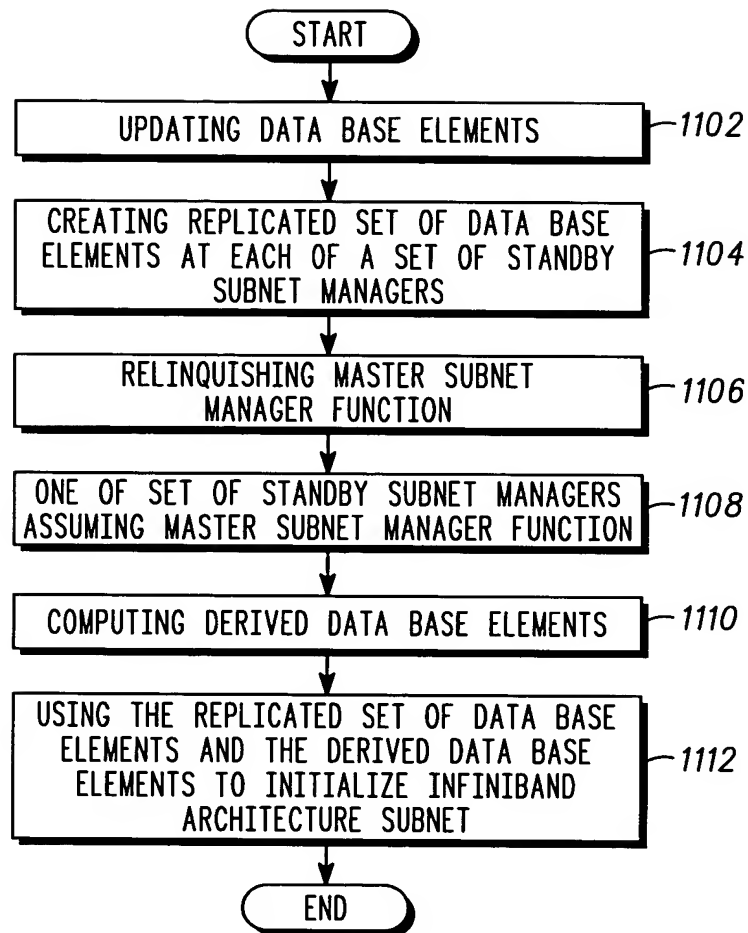 START
UPDATING DATA BASE ELEMENTS
1102
CREATING REPLICATED SET OF DATA BASE
ELEMENTS AT EACH OF A SET OF STANDBY
SUBNET MANAGERS
1104
RELINQUISHING MASTER SUBNET
MANAGER FUNCTION
1106
ONE OF SET OF STANDBY SUBNET MANAGERS
ASSUMING MASTER SUBNET MANAGER FUNCTION
1108
COMPUTING DERIVED DATA BASE ELEMENTS
1110
USING THE REPLICATED SET OF DATA BASE
ELEMENTS AND THE DERIVED DATA BASE
ELEMENTS TO INITIALIZE INFINIBAND
ARCHITECTURE SUBNET
1112
END